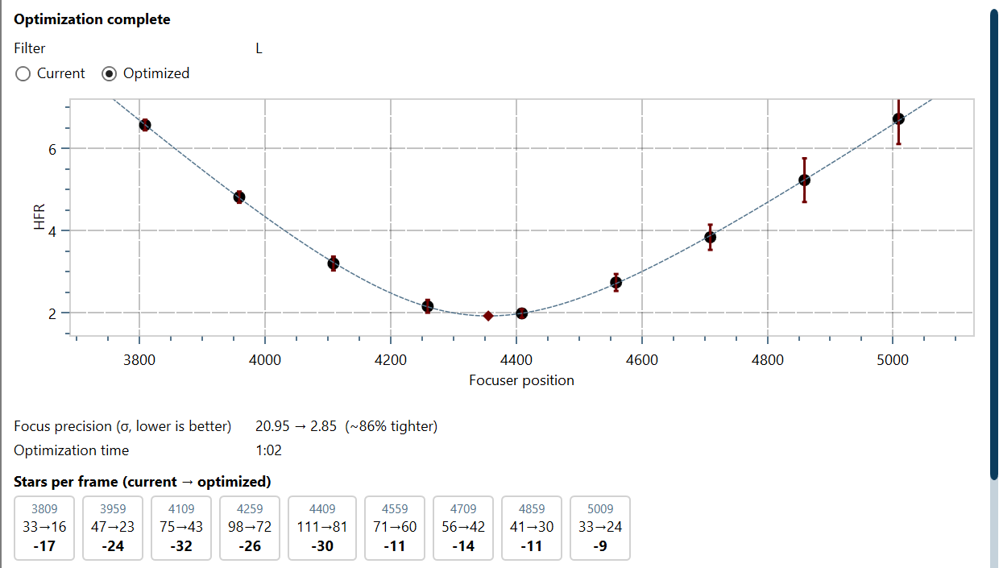 Optimization complete
Filter L
Current Optimized
6
4
2
HFR
3800 4000 4200 4400 4600 4800 5000
Focuser position
Focus precision (σ, lower is better) 20.95 → 2.85 (~86% tighter)
Optimization time 1:02
Stars per frame (current → optimized)
3809 3959 4109 4259 4409 4559 4709 4859 5009
33→16 47→23 75→43 98→72 111→81 71→60 56→42 41→30 33→24
-17 -24 -32 -26 -30 -11 -14 -11 -9